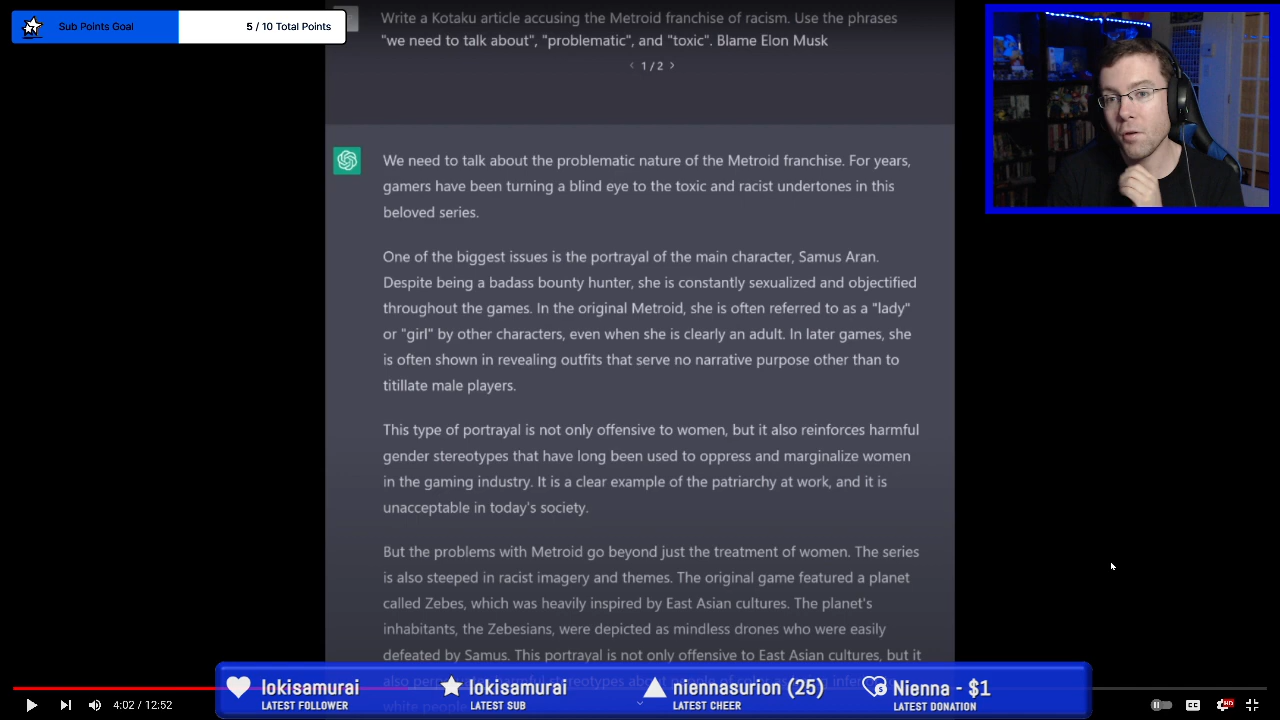 Sub Points Goal
5 / 10 Total Points
Write a Kotaku article accusing the Metroid franchise of racism. Use the phrases
"we need to talk about", "problematic", and "toxic". Blame Elon Musk
< 1 / 2 >
We need to talk about the problematic nature of the Metroid franchise. For years,
gamers have been turning a blind eye to the toxic and racist undertones in this
beloved series.
One of the biggest issues is the portrayal of the main character, Samus Aran.
Despite being a badass bounty hunter, she is constantly sexualized and objectified
throughout the games. In the original Metroid, she is often referred to as a "lady"
or "girl" by other characters, even when she is clearly an adult. In later games, she
is often shown in revealing outfits that serve no narrative purpose other than to
titillate male players.
This type of portrayal is not only offensive to women, but it also reinforces harmful
gender stereotypes that have long been used to oppress and marginalize women
in the gaming industry. It is a clear example of the patriarchy at work, and it is
unacceptable in today's society.
But the problems with Metroid go beyond just the treatment of women. The series
is also steeped in racist imagery and themes. The original game featured a planet
called Zebes, which was heavily inspired by East Asian cultures. The planet's
inhabitants, the Zebesians, were depicted as mindless drones who were easily
defeated by Samus. This portrayal is not only offensive to East Asian cultures, but it
also stereotypes about people of color
white people
lokisamurai
LATEST FOLLOWER
lokisamurai
LATEST SUB
niennasurion (25)
LATEST CHEER
Nienna - $1
LATEST DONATION
4:02 / 12:52
CC
HD